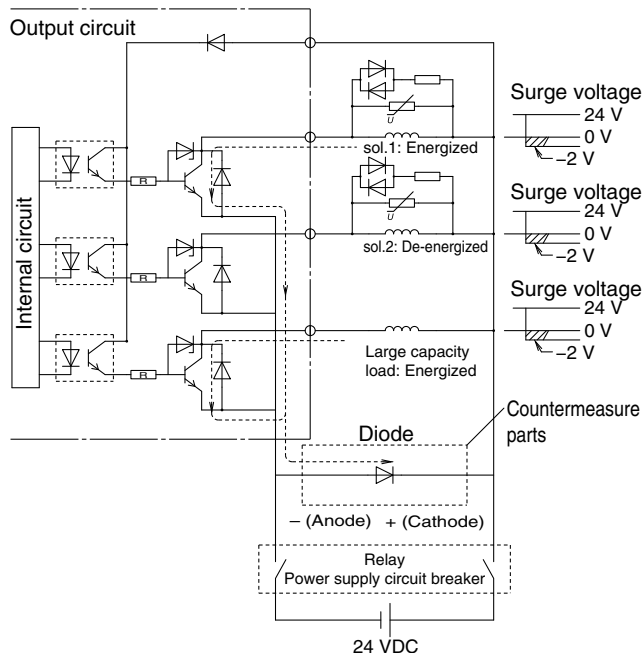 Output circuit
Surge voltage
24 V
0 V
–2 V
U
sol.1: Energized
Internal circuit
R
Surge voltage
24 V
0 V
–2 V
U
sol.2: De-energized
R
Surge voltage
24 V
0 V
–2 V
Large capacity
load: Energized
R
Countermeasure
parts
Diode
– (Anode) + (Cathode)
Relay
Power supply circuit breaker
24 VDC